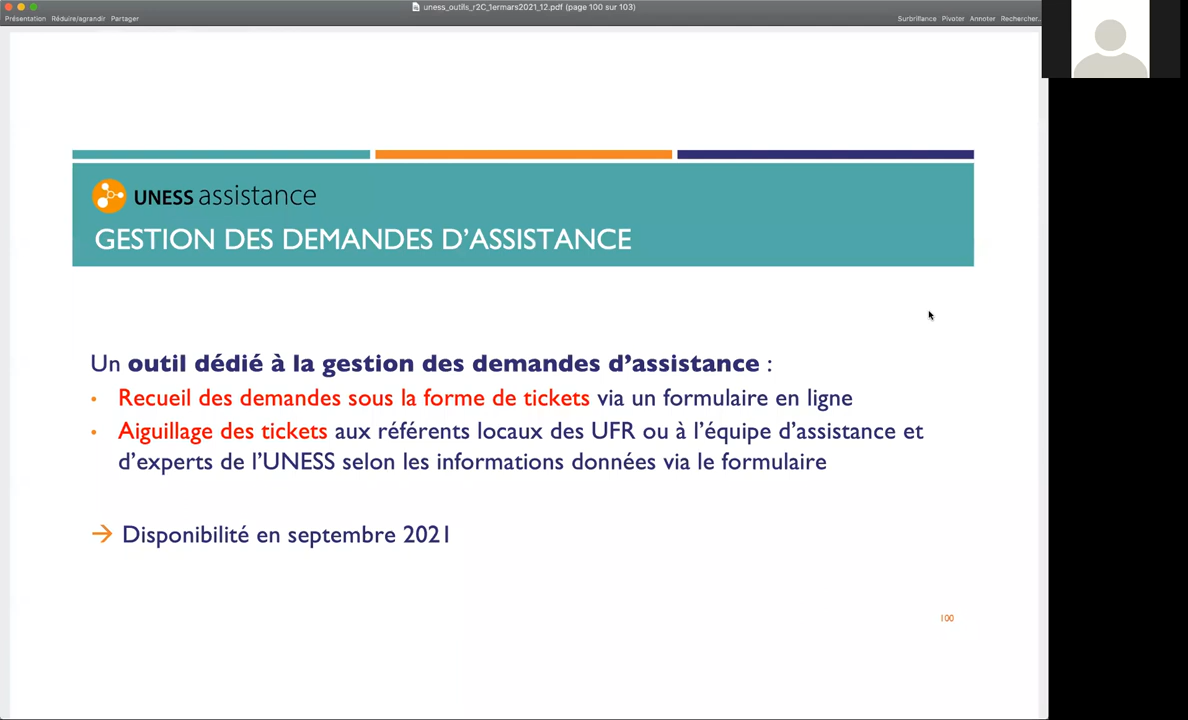 uness_outils_r2C_1ermars2021_12.pdf (page 100 sur 103)
Présentation Réduire/agrandir Partager
Surbrillance Pivoter Annoter Rechercher...
UNESS assistance
GESTION DES DEMANDES D'ASSISTANCE
Un outil dédié à la gestion des demandes d'assistance :
• Recueil des demandes sous la forme de tickets via un formulaire en ligne
• Aiguillage des tickets aux référents locaux des UFR ou à l'équipe d'assistance et
d'experts de l'UNESS selon les informations données via le formulaire
→ Disponibilité en septembre 2021
100